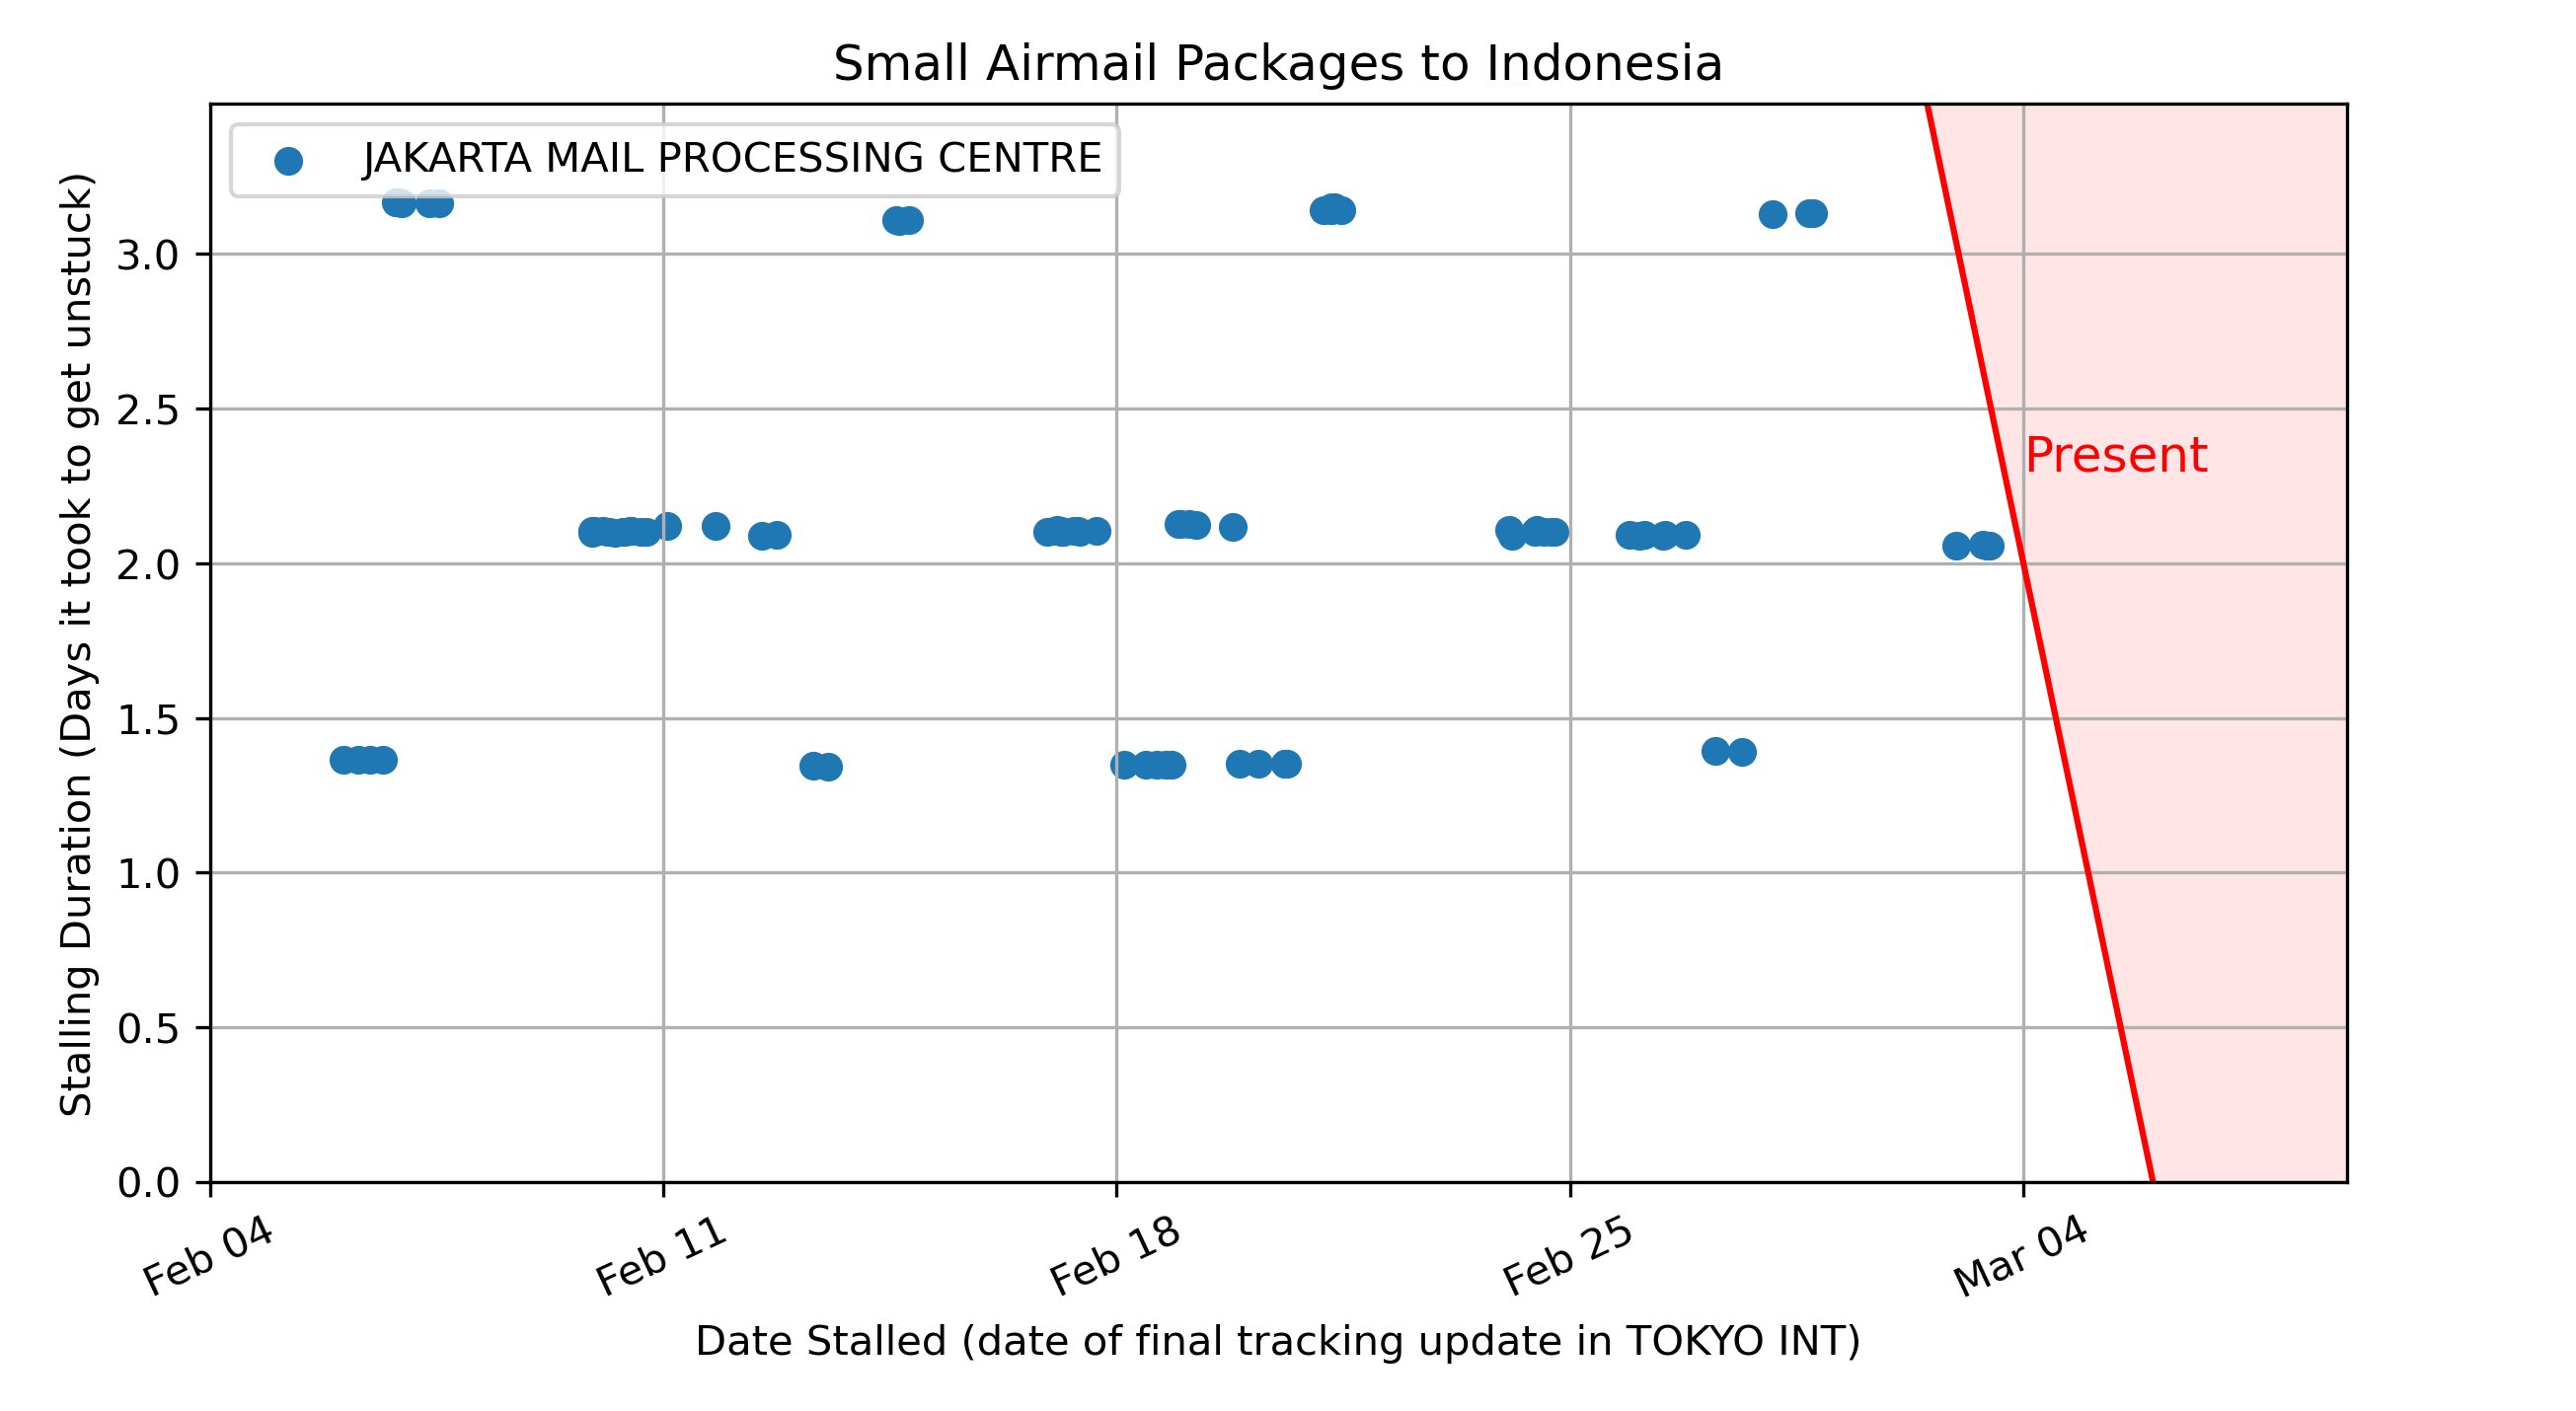 Small Airmail Packages to Indonesia
JAKARTA MAIL PROCESSING CENTRE
Stalling Duration (Days it took to get unstuck)
3.0
2.5
2.0
1.5
1.0
0.5
0.0
Present
Feb 04
Feb 11
Feb 18
Feb 25
Mar 04
Date Stalled (date of final tracking update in TOKYO INT)